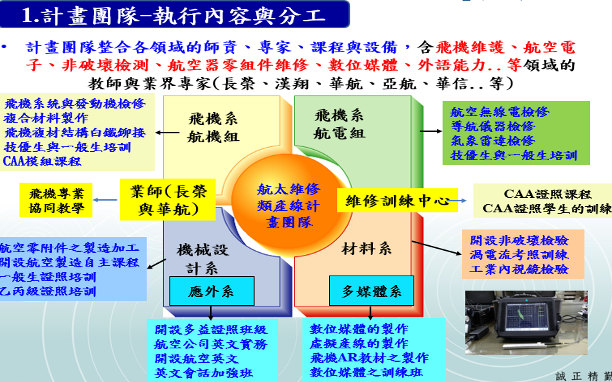 1.計畫團隊-執行內容與分工
• 計畫團隊整合各領域的師資、專家、課程與設備，含飛機維護、航空電
子、非破壞檢測、航空器零組件維修、數位媒體、外語能力..等領域的
教師與業界專家(長榮、漢翔、華航、亞航、華信..等)
飛機系統與發動機檢修
複合材料製作
飛機複材結構白鐵鉚接
技優生與一般生培訓
CAA模組課程
飛機系
航機組
飛機系
航電組
航空無線電檢修
導航儀器檢修
氣象雷達檢修
技優生與一般生培訓
飛機專業
協同教學
業師(長榮
與華航)
航太維修
類產線計
畫團隊
維修訓練中心
CAA證照課程
CAA證照學生的訓練
航空零附件之製造加工
開設航空製造自主課程
一般生證照培訓
乙丙級證照培訓
機械設
計系
材料系
開設非破壞檢驗
渦電流考照訓練
工業內視鏡檢驗
應外系
多媒體系
開設多益證照班級
航空公司英文實務
開設航空英文
英文會話加強班
數位媒體的製作
虛擬產線的製作
飛機AR教材之製作
數位媒體之訓練班
誠 正 精 勤